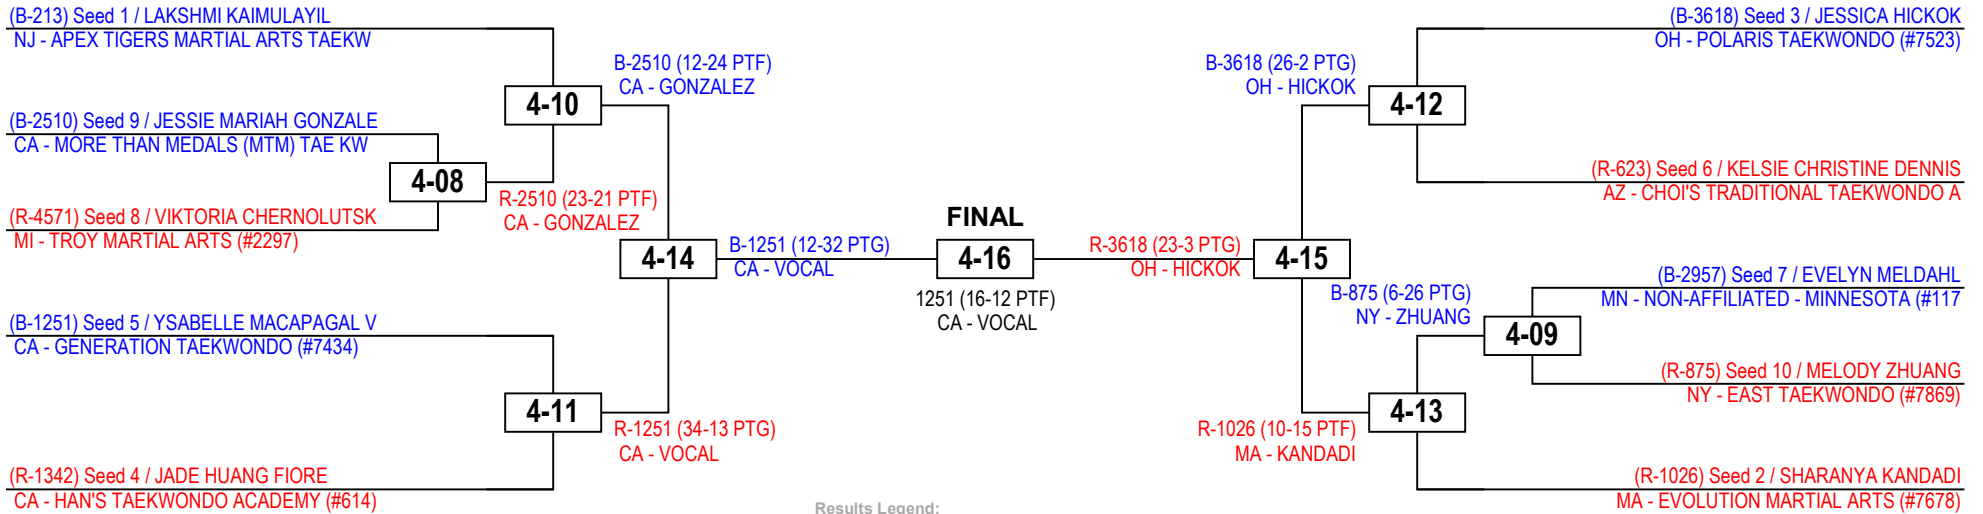 (B-213) Seed 1 / LAKSHMI KAIMULAYIL
NJ - APEX TIGERS MARTIAL ARTS TAEKW
(B-2510) Seed 9 / JESSIE MARIAH GONZALE
CA - MORE THAN MEDALS (MTM) TAE KW
(R-4571) Seed 8 / VIKTORIA CHERNOLUTSK
MI - TROY MARTIAL ARTS (#2297)
(B-1251) Seed 5 / YSABELLE MACAPAGAL V
CA - GENERATION TAEKWONDO (#7434)
(R-1342) Seed 4 / JADE HUANG FIORE
CA - HAN'S TAEKWONDO ACADEMY (#614)
4-08
4-10
R-2510 (23-21 PTF)
CA - GONZALEZ
4-11
B-2510 (12-24 PTF)
CA - GONZALEZ
4-14
R-1251 (34-13 PTG)
CA - VOCAL
B-1251 (12-32 PTG)
CA - VOCAL
FINAL
4-16
1251 (16-12 PTF)
CA - VOCAL
R-3618 (23-3 PTG)
OH - HICKOK
4-15
B-3618 (26-2 PTG)
OH - HICKOK
4-12
B-875 (6-26 PTG)
NY - ZHUANG
R-1026 (10-15 PTF)
MA - KANDADI
4-13
4-09
(B-3618) Seed 3 / JESSICA HICKOK
OH - POLARIS TAEKWONDO (#7523)
(R-623) Seed 6 / KELSIE CHRISTINE DENNIS
AZ - CHOI'S TRADITIONAL TAEKWONDO A
(B-2957) Seed 7 / EVELYN MELDAHL
MN - NON-AFFILIATED - MINNESOTA (#117
(R-875) Seed 10 / MELODY ZHUANG
NY - EAST TAEKWONDO (#7869)
(R-1026) Seed 2 / SHARANYA KANDADI
MA - EVOLUTION MARTIAL ARTS (#7678)
Results Legend: